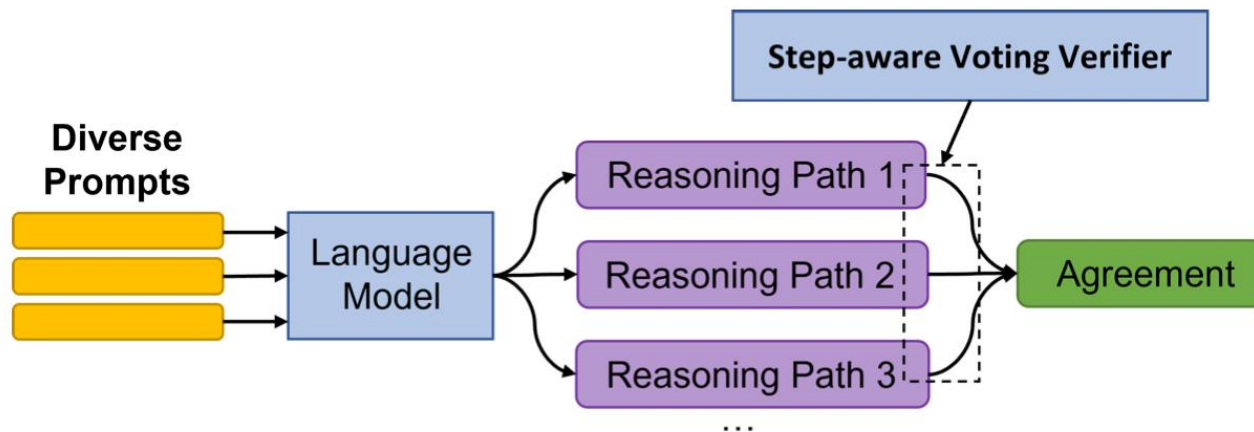 Step-aware Voting Verifier
Diverse
Prompts
Language
Model
Reasoning Path 1
Reasoning Path 2
Reasoning Path 3
...
Agreement